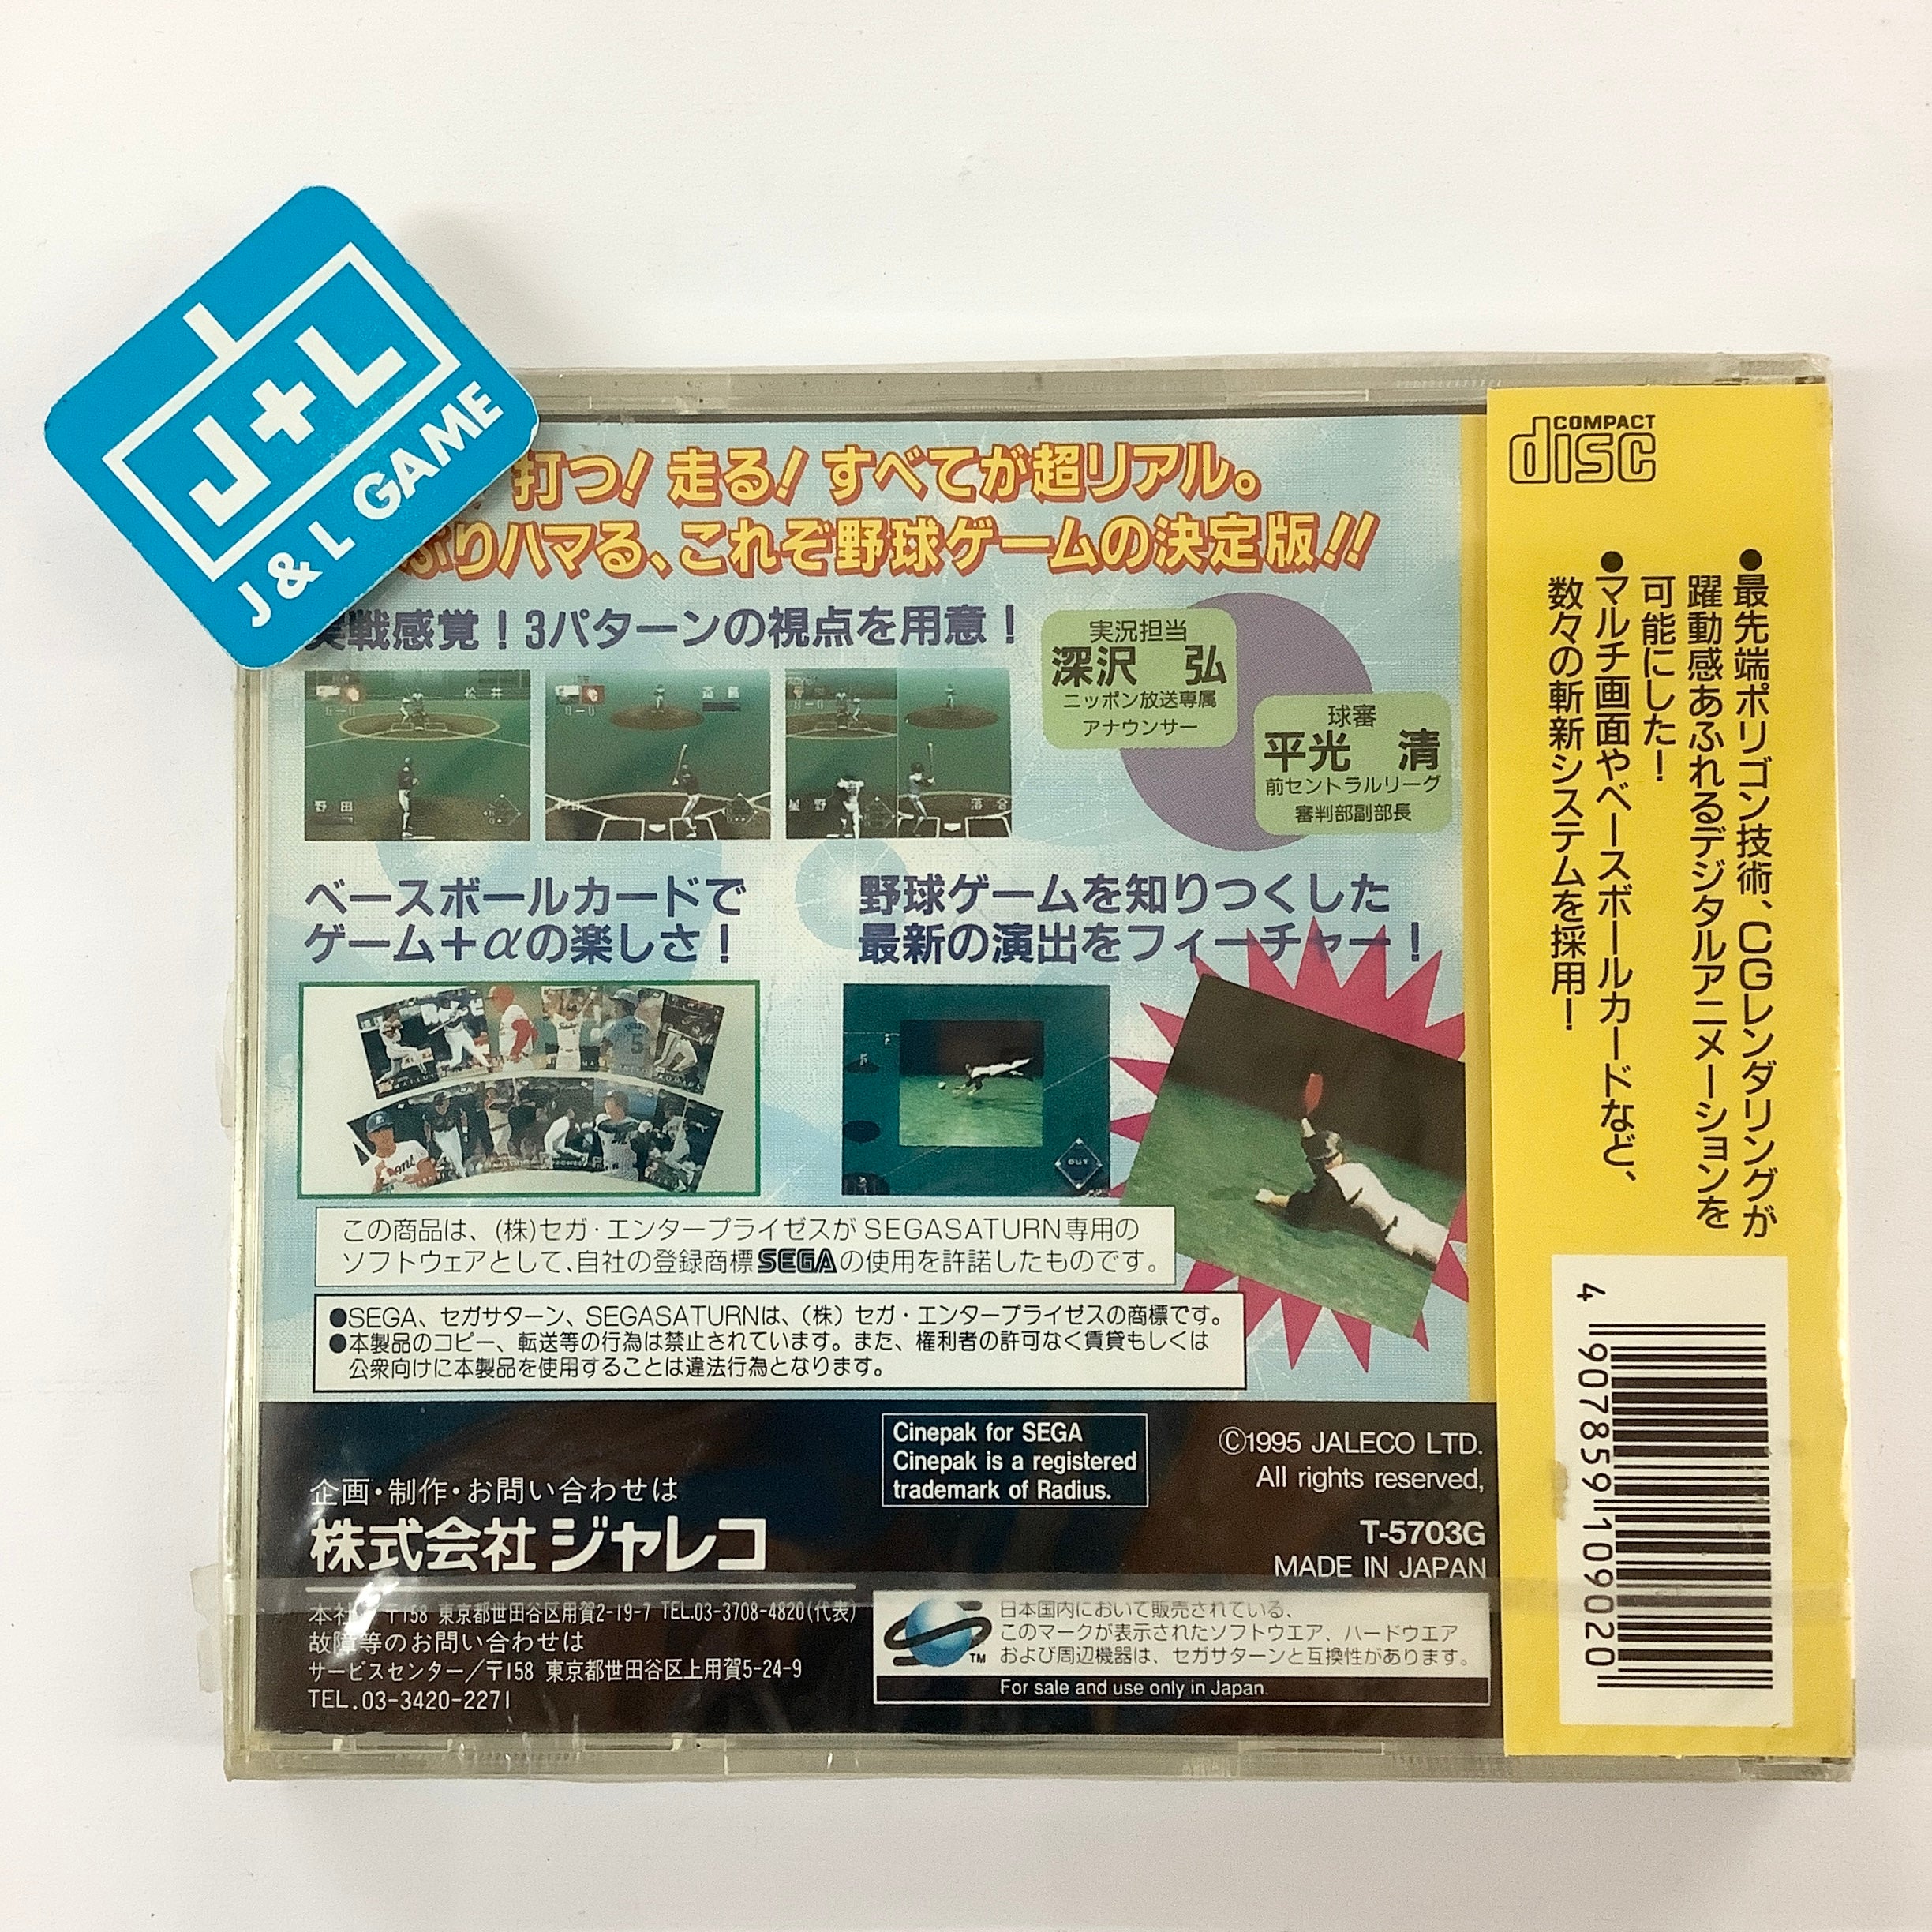 J+L
J & L GAME
打つ! 走る! すべてが超リアル。
ぷりハマる、これぞ野球ゲームの決定版!!
実戦感覚!3パターンの視点を用意!
松井
野田
斎藤
星野
落合
実況担当
深沢 弘
ニッポン放送専属
アナウンサー
球審
平光 清
前セントラルリーグ
審判部副部長
ベースボールカードで
ゲーム+αの楽しさ!
野球ゲームを知りつくした
最新の演出をフィーチャー!
OUT
この商品は、(株)セガ・エンタープライゼスがSEGASATURN専用の
ソフトウェアとして、自社の登録商標SEGAの使用を許諾したものです。
●SEGA、セガサターン、SEGASATURNは、(株)セガ・エンタープライゼスの商標です。
●本製品のコピー、転送等の行為は禁止されています。また、権利者の許可なく賃貸もしくは
公衆向けに本製品を使用することは違法行為となります。
Cinepak for SEGA
Cinepak is a registered
trademark of Radius.
©1995 JALECO LTD.
All rights reserved,
T-5703G
MADE IN JAPAN
企画・制作・お問い合わせは
株式会社ジャレコ
本社/〒158 東京都世田谷区用賀2-19-7 TEL.03-3708-4820(代表)
故障等のお問い合わせは
サービスセンター/〒158 東京都世田谷区上用賀5-24-9
TEL.03-3420-2271
TM
日本国内において販売されている、
このマークが表示されたソフトウエア、ハードウエア
および周辺機器は、セガサターンと互換性があります。
For sale and use only in Japan.
COMPACT
disc
●最先端ポリゴン技術、CGレンダリングが
躍動感あふれるデジタルアニメーションを
可能にした!
●マルチ画面やベースボールカードなど、
数々の斬新システムを採用!
4 907859 109020